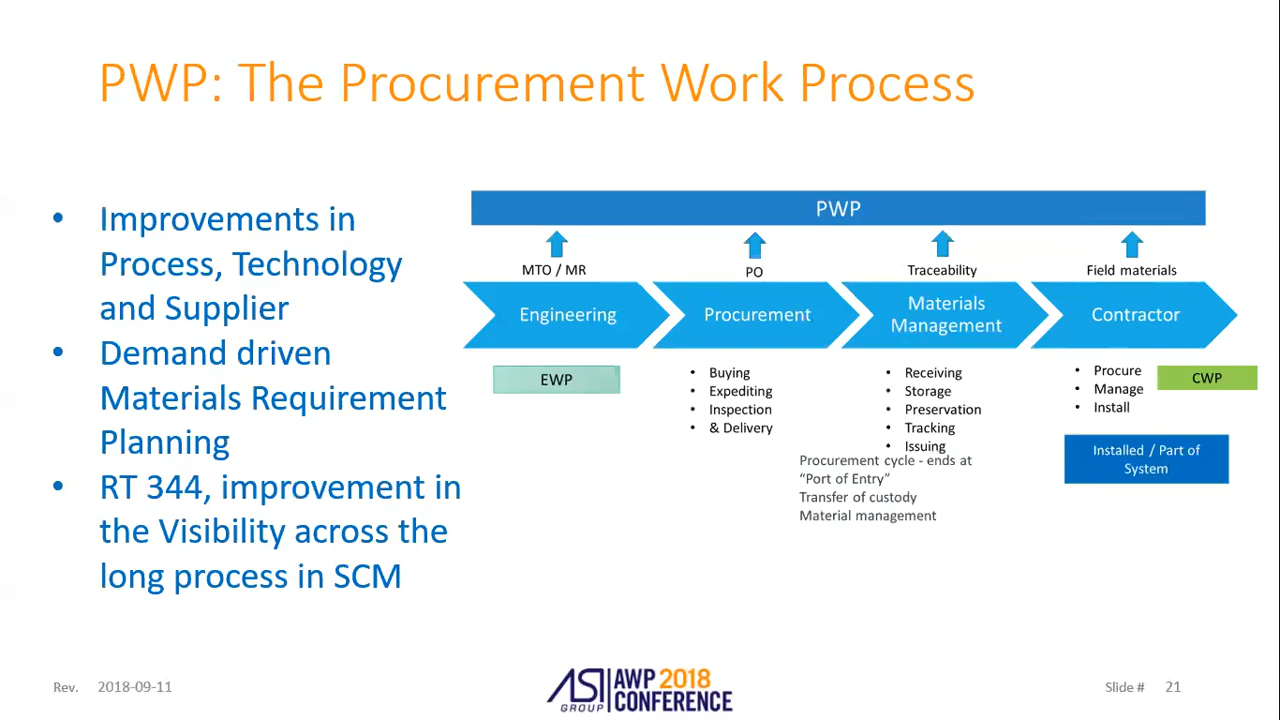 PWP: The Procurement Work Process
• Improvements in
Process, Technology
and Supplier
• Demand driven
Materials Requirement
Planning
• RT 344, improvement in
the Visibility across the
long process in SCM
PWP
MTO / MR
PO
Traceability
Field materials
Engineering
Procurement
Materials
Management
Contractor
EWP
• Buying
• Expediting
• Inspection
• & Delivery
• Receiving
• Storage
• Preservation
• Tracking
• Issuing
Procurement cycle - ends at
“Port of Entry”
Transfer of custody
Material management
• Procure
• Manage
• Install
CWP
Installed / Part of
System
Rev. 2018-09-11
ASI
GROUP
AWP 2018
CONFERENCE
Slide # 21